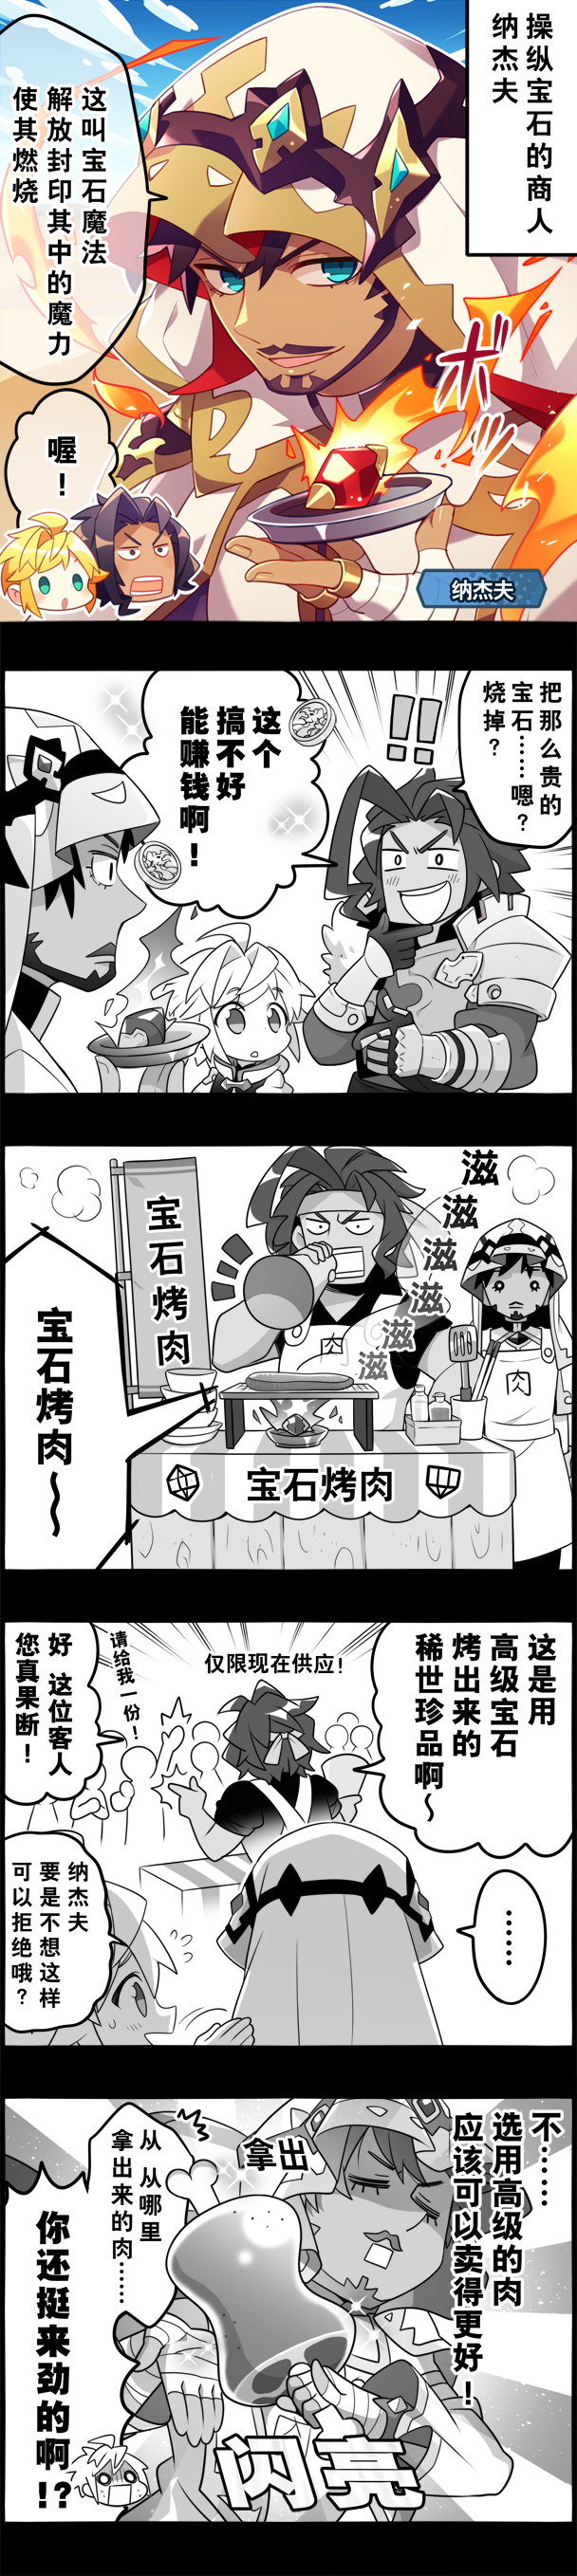 操纵宝石的商人
纳杰夫
这叫宝石魔法
解放封印其中的魔力
使其燃烧
喔！
ボッ
纳杰夫
把那么贵的
宝石……嗯？
烧掉？
!!
这个
搞不好
能赚钱啊！
滋
滋
滋
滋
滋
滋
宝石烤肉
肉
肉
宝石烤肉～
宝石烤肉
这是用
高级宝石
烤出来的
稀世珍品啊～
仅限现在供应！
请给我一份！
好 这位客人
您真果断！
……
纳杰夫
要是不想这样
可以拒绝哦？
不……
选用高级的肉
应该可以卖得更好！
拿出
从 从哪里
拿出来的肉……
你还挺来劲的啊!?
闪亮